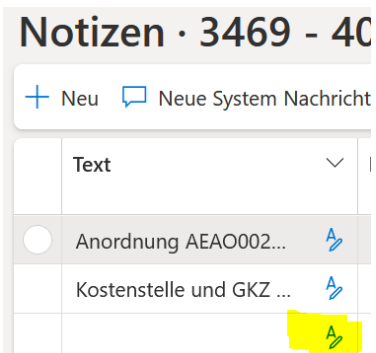 Notizen · 3469 - 40
Neu Neue System Nachricht
Text
Anordnung AEAO002...
Kostenstelle und GKZ ...